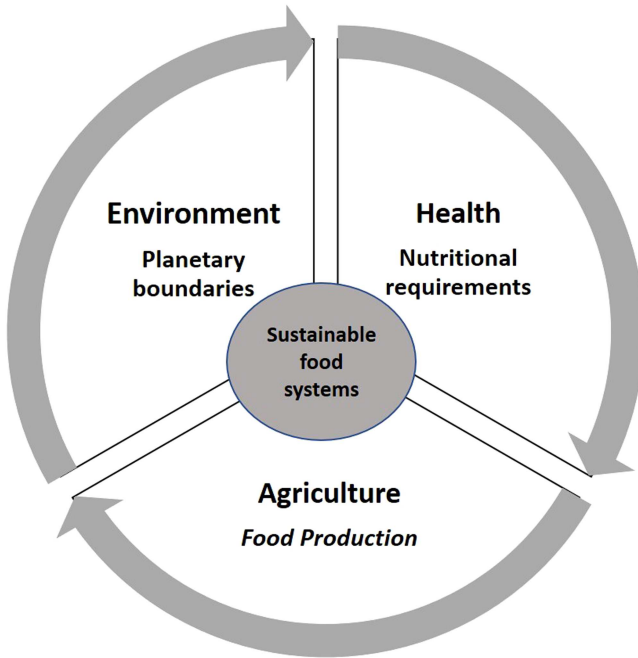 Environment
Planetary
boundaries
Health
Nutritional
requirements
Sustainable
food
systems
Agriculture
Food Production